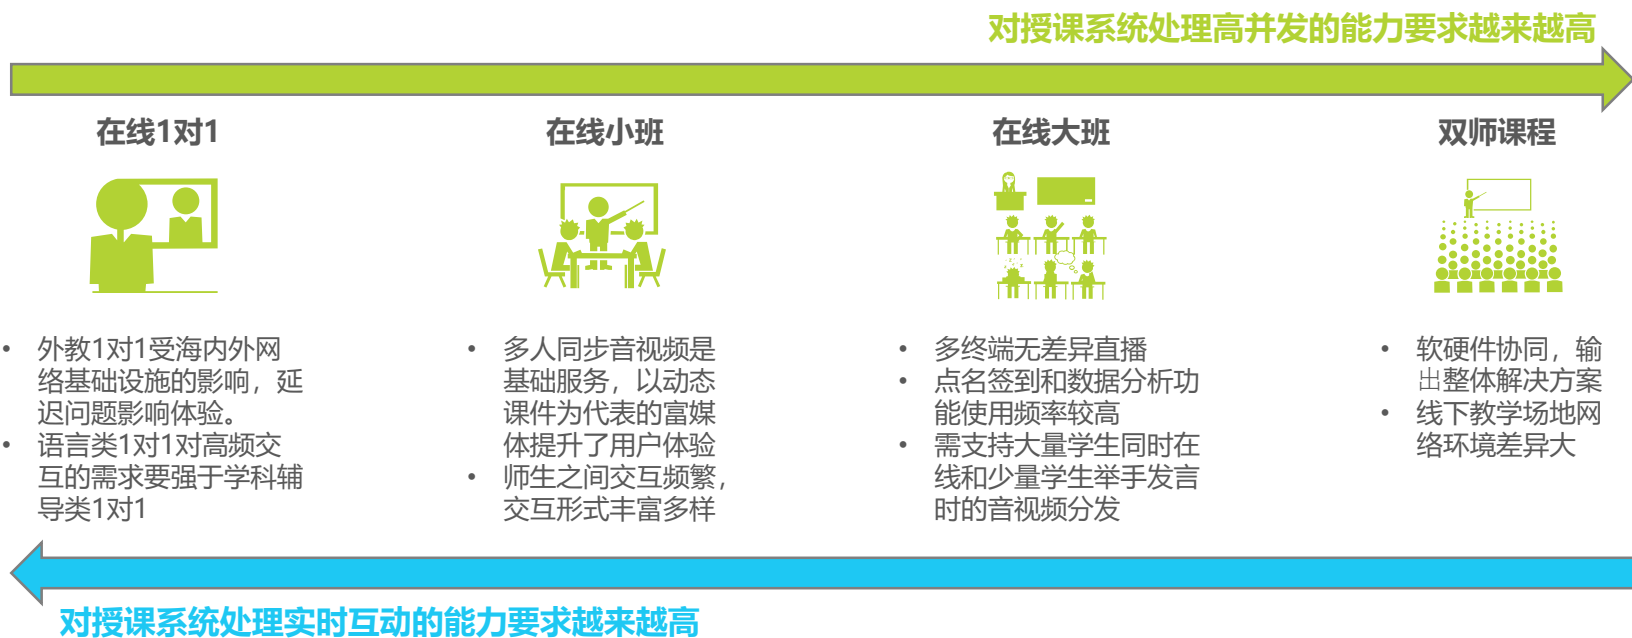 对授课系统处理高并发的能力要求越来越高
在线1对1
在线小班
在线大班
双师课程
• 外教1对1受海内外网
络基础设施的影响，延
迟问题影响体验。
• 语言类1对1对高频交
互的需求要强于学科辅
导类1对1
• 多人同步音视频是
基础服务，以动态
课件为代表的富媒
体提升了用户体验
• 师生之间交互频繁，
交互形式丰富多样
• 多终端无差异直播
• 点名签到和数据分析功
能使用频率较高
• 需支持大量学生同时在
线和少量学生举手发言
时的音视频分发
• 软硬件协同，输
出整体解决方案
• 线下教学场地网
络环境差异大
对授课系统处理实时互动的能力要求越来越高